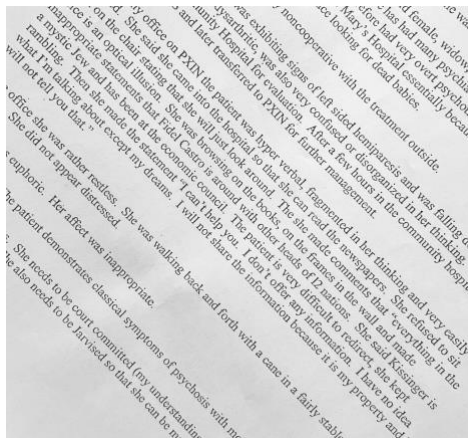 d female, widow
e has had many psych
efore had very overt psychot
Mary's Hospital essentially becau
ce looking for dead babies.
y noncooperative with the treatment outside.
was exhibiting signs of left sided hemiparesis and was falling
ysarthric, was also very confused or disorganized in her thinking.
unity Hospital for evaluation. After a few hours in the community hospit
s and later transferred to PXIN for further management.
y office on PXIN the patient was hyper verbal, fragmented in her thinking and very easily
d. She said she came into the hospital so that she can read the newspapers. She refused to sit
on the chair stating that she will just look around. The she made comments that "everything in the
ice is an optical illusion. She was browsing in the books, on the frames in the wall and made
inappropriate statements that Fidel Castro is around with other heads of 12 nations. She said Kissinger is
a mystic Jew and has been at the economic council. The patient is very difficult to redirect, she kept
rambling. Then she made the statement "I can't help you. I don't offer any information. I have no idea
what I'm talking about except my dreams. I will not share the information because it is my property and
will not tell you that."
office she was rather restless. She was walking back and forth with a cane in a fairly stabl
She did not appear distressed.
s euphoric. Her affect was inappropriate.
he patient demonstrates classical symptoms of psychosis with mo
s. She needs to be court committed (my understanding
he also needs to be Jarvised so that she can be m